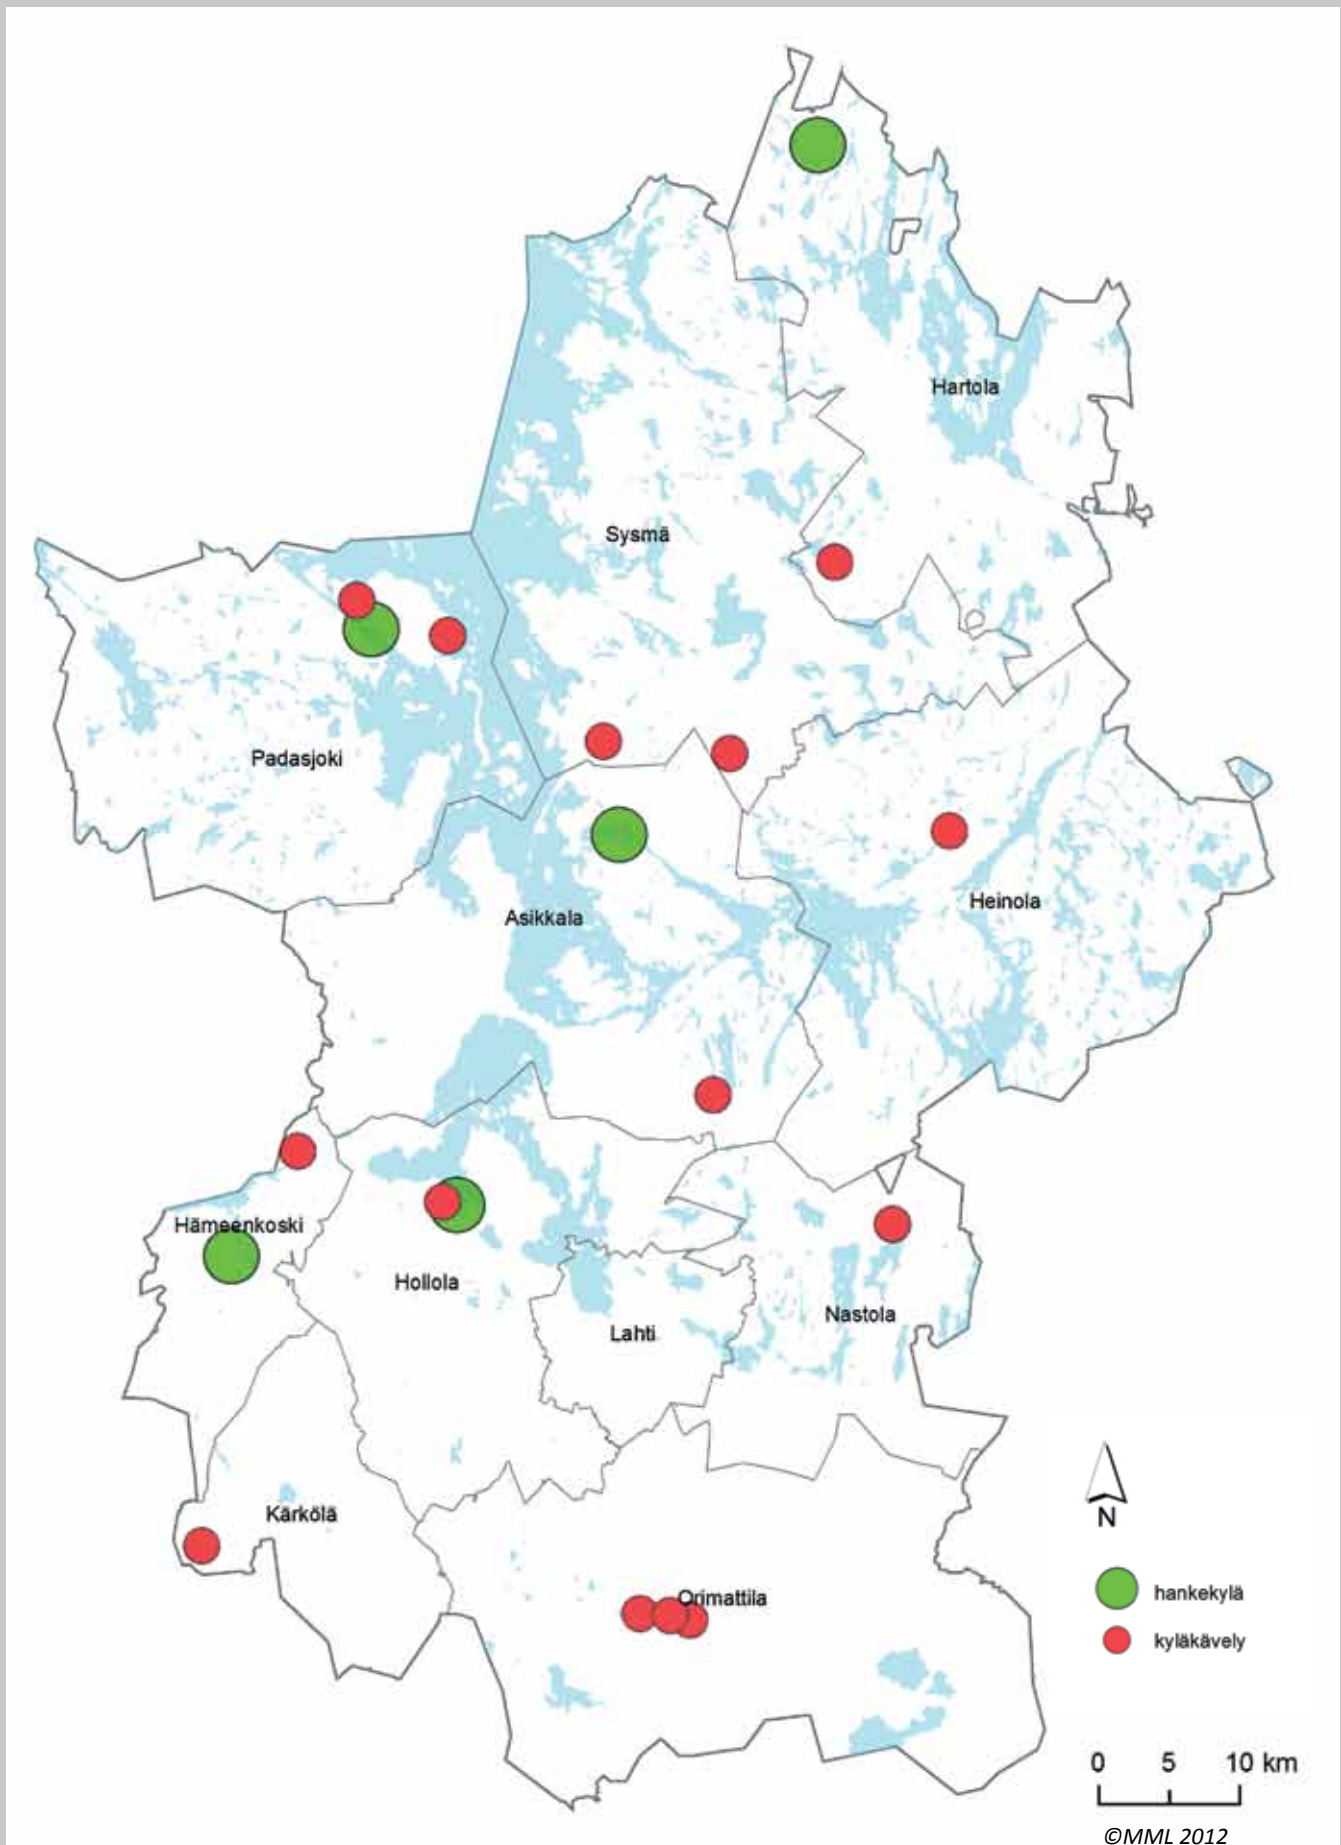 Hartola
Sysmä
Padasjoki
Heinola
Asikkala
Hämeenkoski
Hollola
Nastola
Lahti
N
Kärkölä
hankekylä
Orimattila
kyläkävely
0 5 10 km
©MML 2012